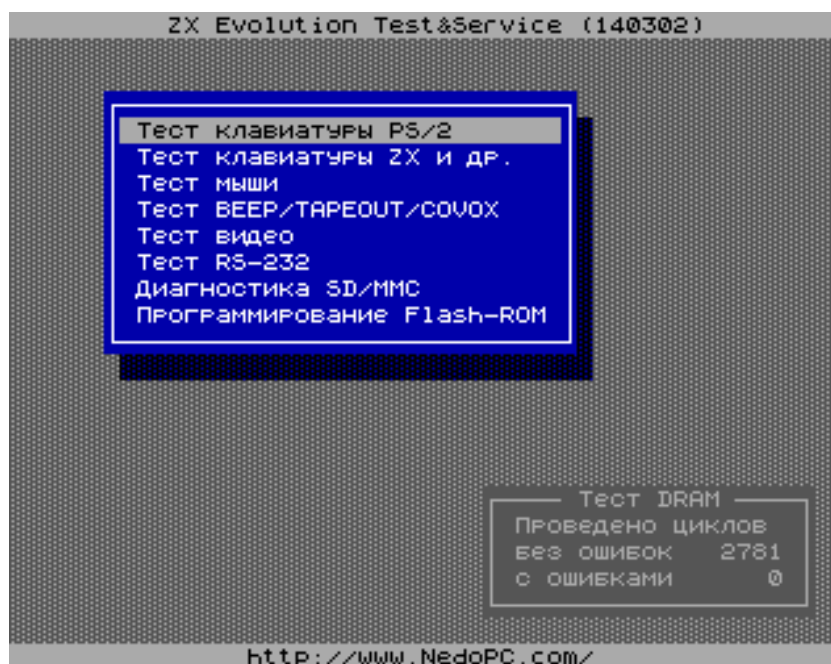 ZX Evolution Test&Service (140302)
Тест клавиатуры PS/2
Тест клавиатуры ZX и др.
Тест мыши
Тест BEEP/TAPEOUT/COVOX
Тест видео
Тест RS-232
Диагностика SD/MMC
Программирование Flash-ROM
Тест DRAM
Проведено циклов
без ошибок 2781
с ошибками 0
http://www.NedoPC.com/